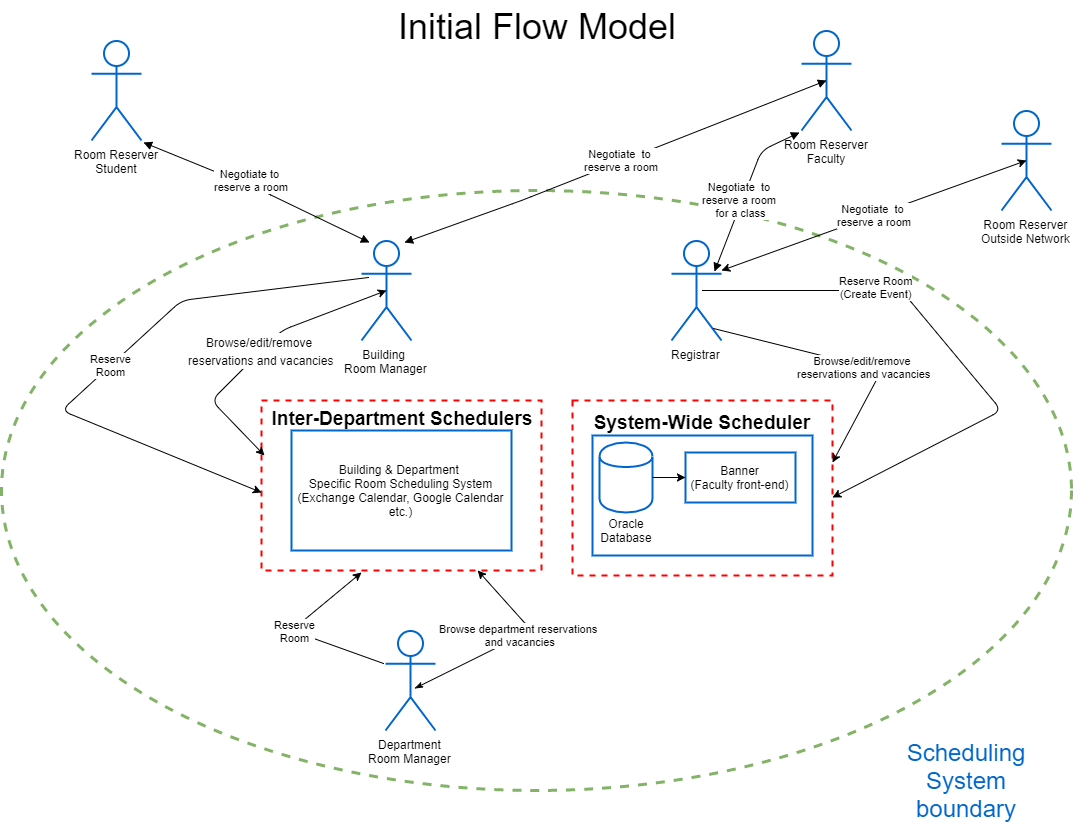 Initial Flow Model
Room Reserver
Student
Room Reserver
Faculty
Room Reserver
Outside Network
Negotiate to
reserve a room
Negotiate to
reserve a room
Negotiate to
reserve a room
for a class
Negotiate to
reserve a room
Reserve Room
(Create Event)
Building
Room Manager
Registrar
Reserve
Room
Browse/edit/remove
reservations and vacancies
Browse/edit/remove
reservations and vacancies
Inter-Department Schedulers
Building & Department
Specific Room Scheduling System
(Exchange Calendar, Google Calendar
etc.)
System-Wide Scheduler
Banner
(Faculty front-end)
Oracle
Database
Reserve
Room
Browse department reservations
and vacancies
Department
Room Manager
Scheduling
System
boundary